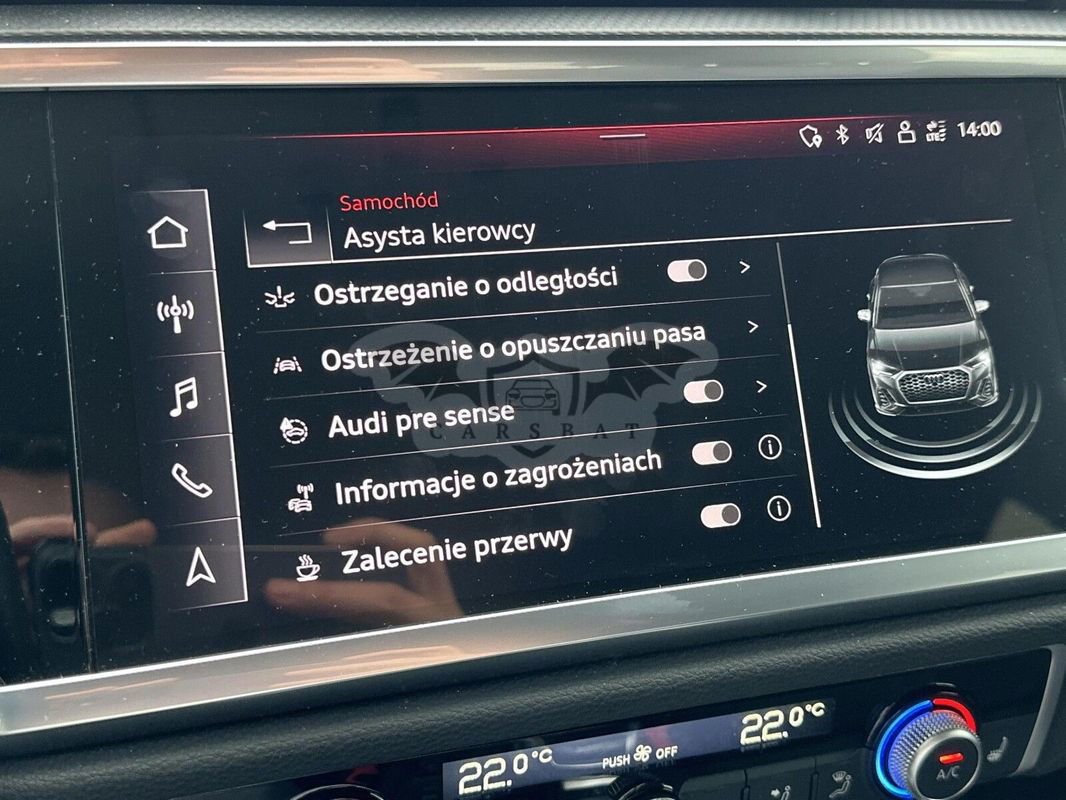 LTE 14:00
Samochód
Asysta kierowcy
Ostrzeganie o odległości
Ostrzeżenie o opuszczaniu pasa
Audi pre sense
CARSBAT
Informacje o zagrożeniach
Zalecenie przerwy
22.0°C PUSH OFF 22.0°C
A/C